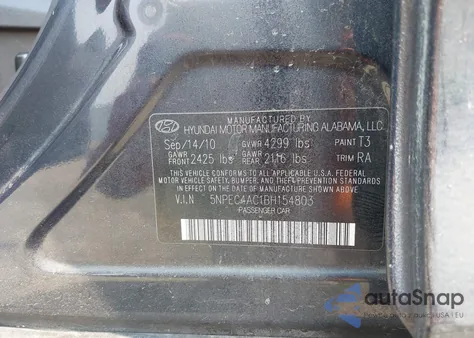 MANUFACTURED BY
HYUNDAI MOTOR MANUFACTURING ALABAMA, LLC
Sep/14/10 GVWR 4299 lbs PAINT T3
GAWR FRONT 2425 lbs GAWR REAR 2116 lbs TRIM RA
THIS VEHICLE CONFORMS TO ALL APPLICABLE U.S.A. FEDERAL
MOTOR VEHICLE SAFETY, BUMPER, AND THEFT PREVENTION STANDARDS
IN EFFECT ON THE DATE OF MANUFACTURE SHOWN ABOVE.
V.I.N 5NPEC4AC1BH154803
PASSENGER CAR
autoSnap